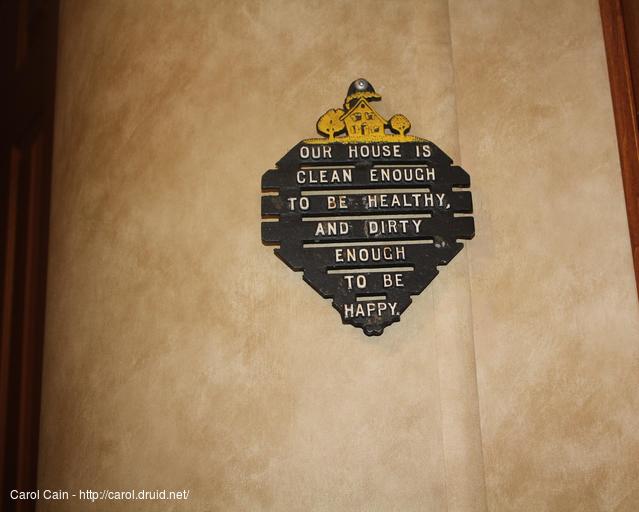 OUR HOUSE IS
CLEAN ENOUGH
TO BE HEALTHY,
AND DIRTY
ENOUGH
TO BE
HAPPY.
Carol Cain - http://carol.druid.net/